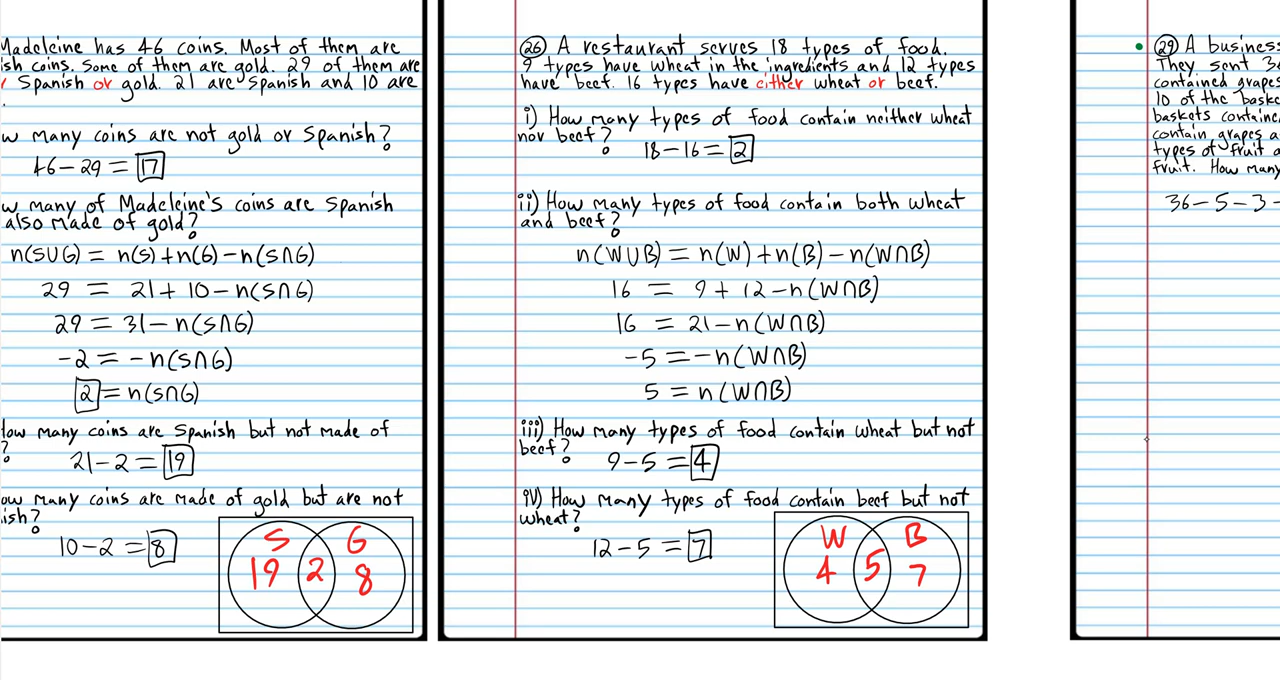 Madeleine has 46 coins. Most of them are
ish coins. Some of them are gold. 29 of them are
Spanish or gold. 21 are Spanish and 10 are
w many coins are not gold or Spanish?
46-29=17
w many of Madeleine's coins are Spanish
also made of gold?
n(S∪G)=n(S)+n(G)-n(S∩G)
29 = 21+10-n(S∩G)
29=31-n(S∩G)
-2=-n(S∩G)
2=n(S∩G)
How many coins are Spanish but not made of
?
21-2=19
ow many coins are made of gold but are not
ish?
10-2=8
S G
19 2 8
26 A restaurant serves 18 types of food.
9 types have wheat in the ingredients and 12 types
have beef. 16 types have either wheat or beef.
i) How many types of food contain neither wheat
nor beef?
18-16=2
ii) How many types of food contain both wheat
and beef?
n(W∪B)=n(W)+n(B)-n(W∩B)
16 = 9+12-n(W∩B)
16 = 21-n(W∩B)
-5=-n(W∩B)
5=n(W∩B)
iii) How many types of food contain wheat but not
beef?
9-5=4
iv) How many types of food contain beef but not
wheat?
12-5=7
W B
4 5 7
29 A business
They sent 36
contained grapes
10 of the baske
baskets containe
contain grapes a
types of fruit a
fruit. How many
36-5-3-